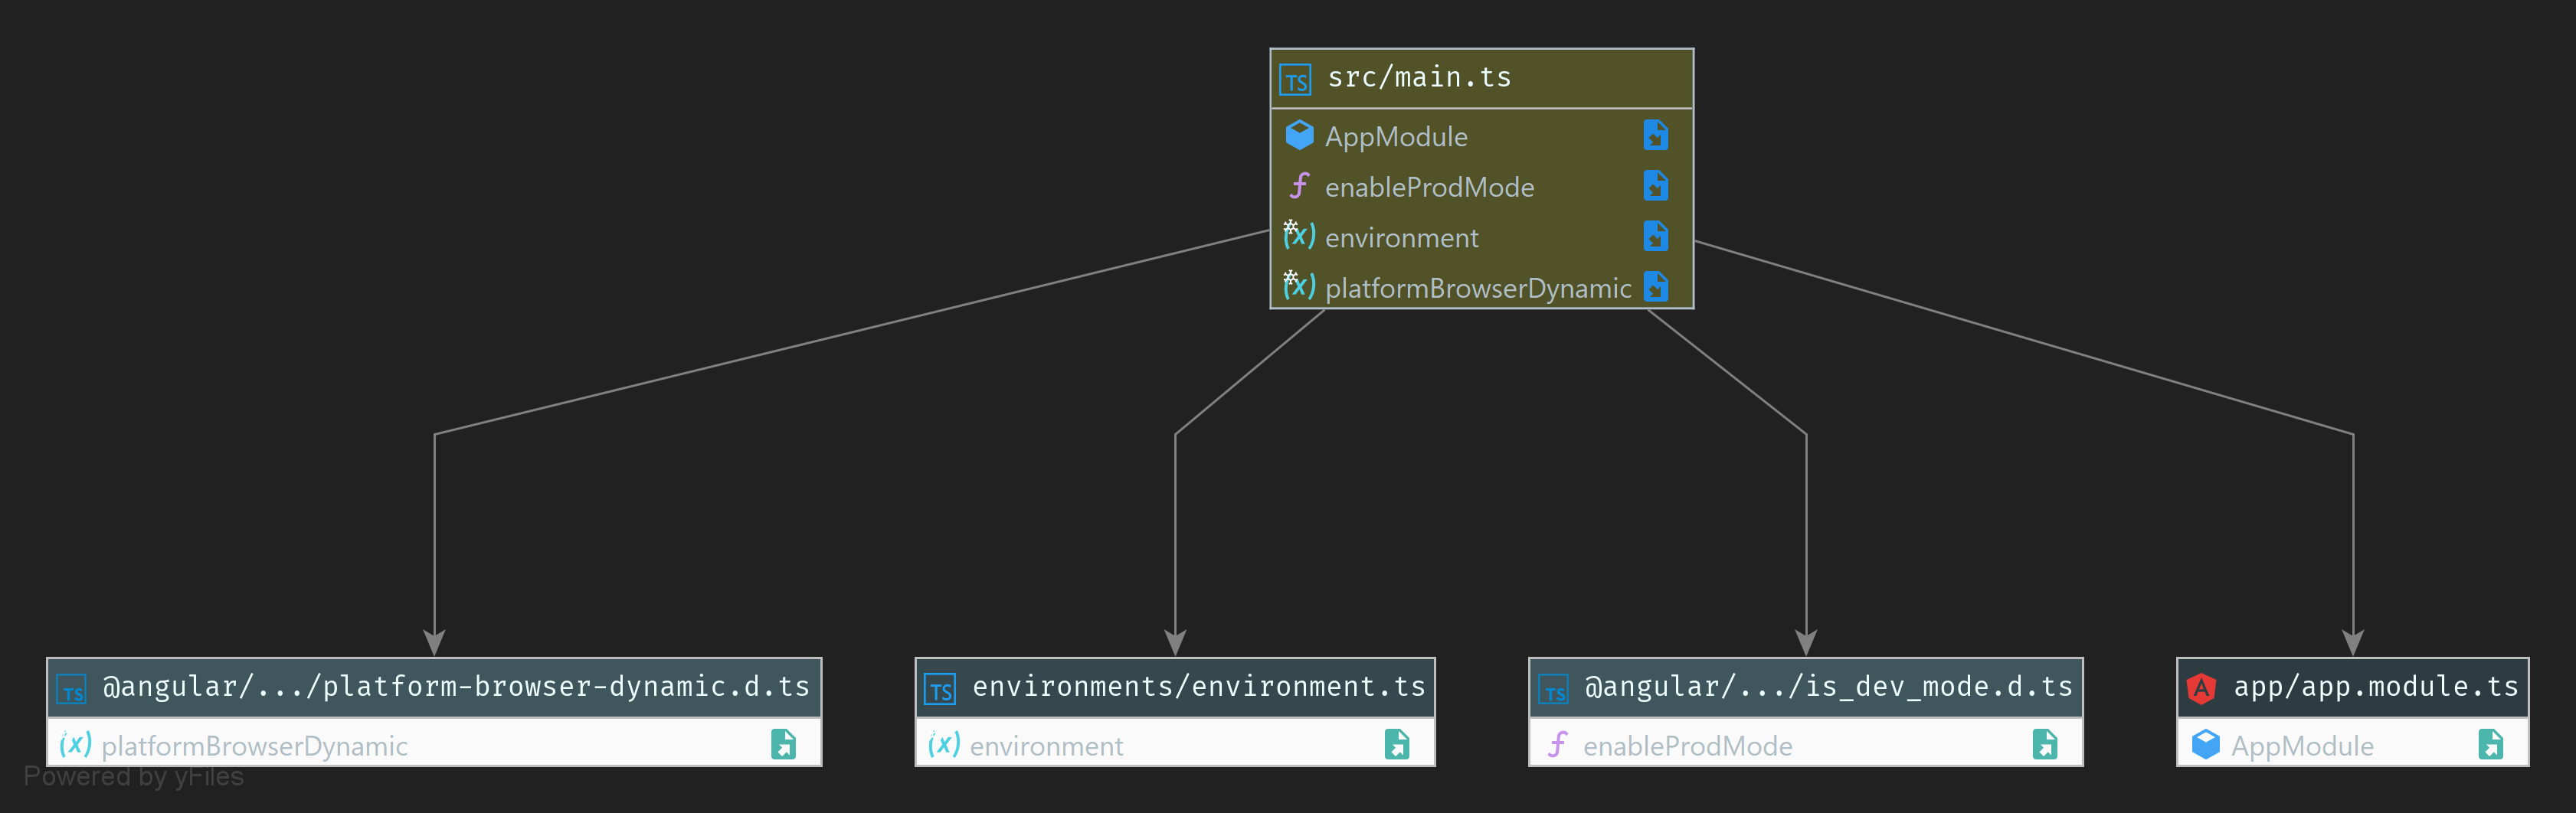 TS src/main.ts
AppModule
f enableProdMode
(x) environment
(x) platformBrowserDynamic
TS @angular/.../platform-browser-dynamic.d.ts
(x) platformBrowserDynamic
TS environments/environment.ts
(x) environment
TS @angular/.../is_dev_mode.d.ts
f enableProdMode
A app/app.module.ts
AppModule
Powered by yFiles